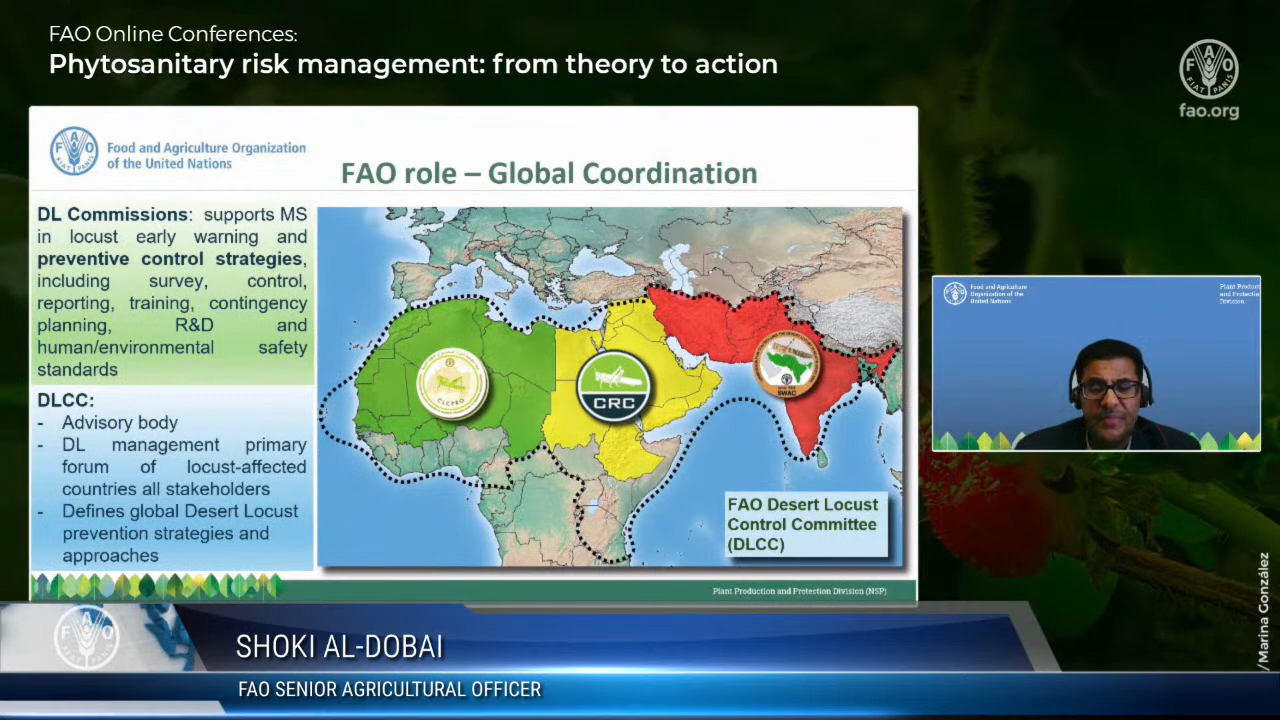 FAO Online Conferences:
Phytosanitary risk management: from theory to action
fao.org
Food and Agriculture Organization
of the United Nations
FAO role – Global Coordination
DL Commissions: supports MS
in locust early warning and
preventive control strategies,
including survey, control,
reporting, training, contingency
planning, R&D and
human/environmental safety
standards
DLCC:
- Advisory body
- DL management primary
forum of locust-affected
countries all stakeholders
- Defines global Desert Locust
prevention strategies and
approaches
CLCPRO
CRC
SWAC
FAO Desert Locust
Control Committee
(DLCC)
Plant Production and Protection Division (NSP)
Food and Agriculture
Organization of the
United Nations
Plant Product
and Protectio
Division
SHOKI AL-DOBAI
FAO SENIOR AGRICULTURAL OFFICER
/Marina González